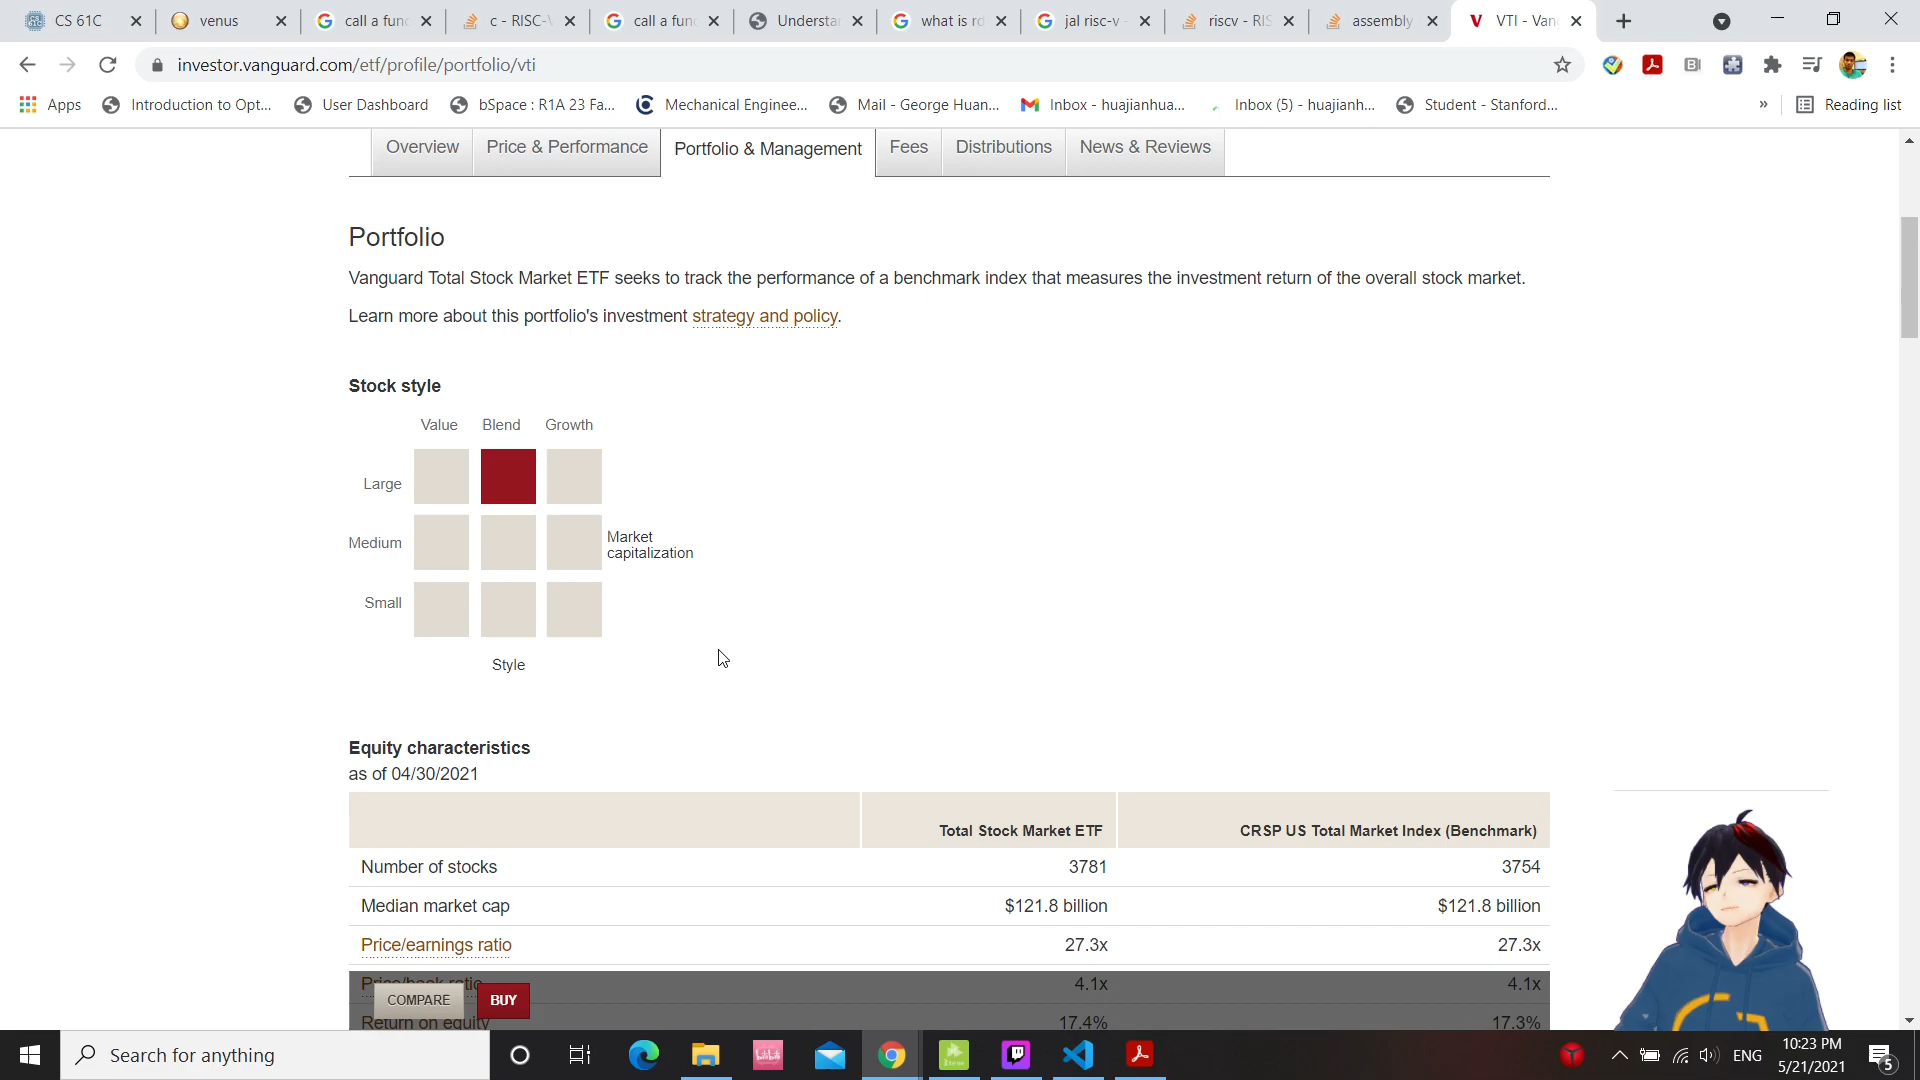 CS 61C
venus
call a fun
c - RISC-V
call a fun
Understa
what is rd
jal risc-v -
riscv - RIS
assembly
VTI - Van
investor.vanguard.com/etf/profile/portfolio/vti
Apps
Introduction to Opt...
User Dashboard
bSpace : R1A 23 Fa...
Mechanical Enginee...
Mail - George Huan...
Inbox - huajianhua...
Inbox (5) - huajianh...
Student - Stanford...
»
Reading list
Overview
Price & Performance
Portfolio & Management
Fees
Distributions
News & Reviews
Portfolio
Vanguard Total Stock Market ETF seeks to track the performance of a benchmark index that measures the investment return of the overall stock market.
Learn more about this portfolio's investment strategy and policy.
Stock style
Value Blend Growth
Large
Medium
Market
capitalization
Small
Style
Equity characteristics
as of 04/30/2021
Total Stock Market ETF CRSP US Total Market Index (Benchmark)
Number of stocks 3781 3754
Median market cap $121.8 billion $121.8 billion
Price/earnings ratio 27.3x 27.3x
Price/book ratio 4.1x 4.1x
COMPARE BUY
Return on equity 17.4% 17.3%
Search for anything
ENG
10:23 PM
5/21/2021
5